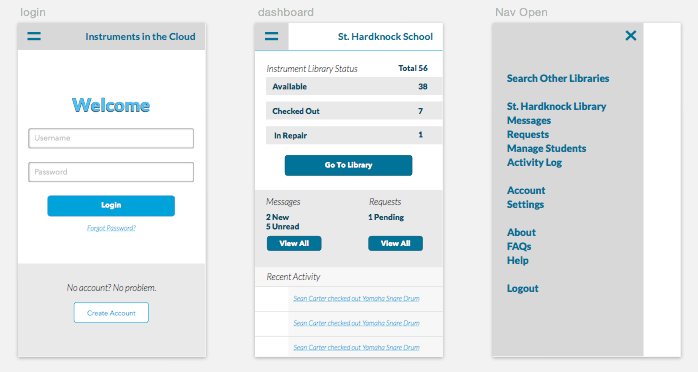 login
Instruments in the Cloud
Welcome
Username
Password
Login
Forgot Password?
No account? No problem.
Create Account
dashboard
St. Hardknock School
Instrument Library Status Total 56
Available 38
Checked Out 7
In Repair 1
Go To Library
Messages Requests
2 New 1 Pending
5 Unread
View All View All
Recent Activity
Sean Carter checked out Yamaha Snare Drum
Sean Carter checked out Yamaha Snare Drum
Sean Carter checked out Yamaha Snare Drum
Nav Open
Search Other Libraries
St. Hardknock Library
Messages
Requests
Manage Students
Activity Log
Account
Settings
About
FAQs
Help
Logout